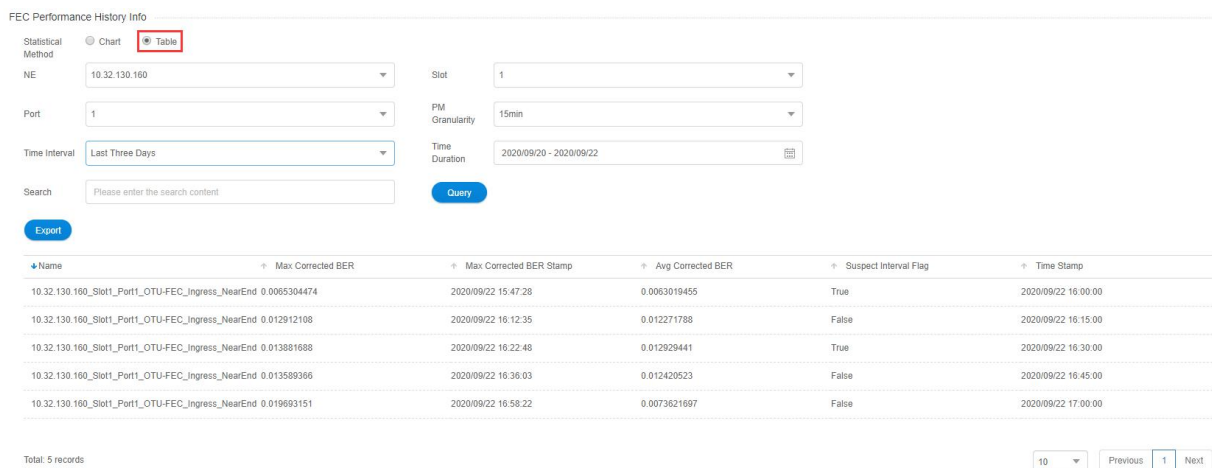 FEC Performance History Info
Statistical Method Chart Table
NE 10.32.130.160 Slot 1
Port 1 PM Granularity 15min
Time Interval Last Three Days Time Duration 2020/09/20 - 2020/09/22
Search Please enter the search content Query
Export
Name Max Corrected BER Max Corrected BER Stamp Avg Corrected BER Suspect Interval Flag Time Stamp
10.32.130.160_Slot1_Port1_OTU-FEC_Ingress_NearEnd 0.0065304474 2020/09/22 15:47:28 0.0063019455 True 2020/09/22 16:00:00
10.32.130.160_Slot1_Port1_OTU-FEC_Ingress_NearEnd 0.012912108 2020/09/22 16:12:35 0.012271788 False 2020/09/22 16:15:00
10.32.130.160_Slot1_Port1_OTU-FEC_Ingress_NearEnd 0.013881688 2020/09/22 16:22:48 0.012929441 True 2020/09/22 16:30:00
10.32.130.160_Slot1_Port1_OTU-FEC_Ingress_NearEnd 0.013589366 2020/09/22 16:36:03 0.012420523 False 2020/09/22 16:45:00
10.32.130.160_Slot1_Port1_OTU-FEC_Ingress_NearEnd 0.019693151 2020/09/22 16:58:22 0.0073621697 False 2020/09/22 17:00:00
Total: 5 records 10 Previous 1 Next